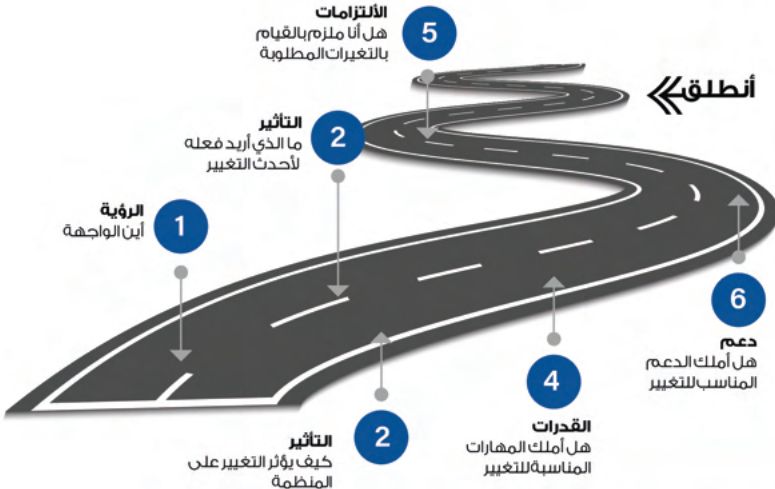 الألتزامات
هل أنا ملزم بالقيام
بالتغيرات المطلوبة
5
أنطلق
التأثير
ما الذي أريد فعله
لأحدث التغيير
2
الرؤية
أين الواجهة
1
6
دعم
هل أملك الدعم
المناسب للتغيير
4
القدرات
هل أملك المهارات
المناسبة للتغيير
2
التأثير
كيف يؤثر التغيير على
المنظمة